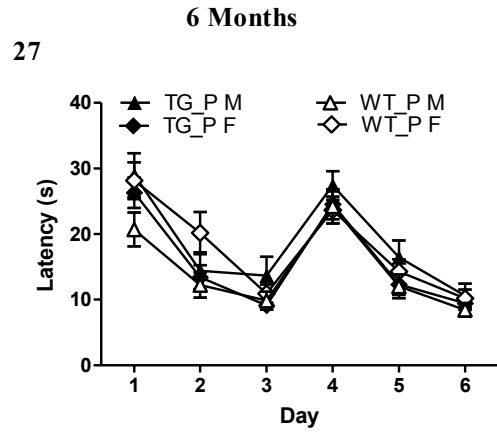 6 Months
27
TG_P M
WT_P M
TG_P F
WT_P F
40
30
20
10
0
Latency (s)
1 2 3 4 5 6
Day